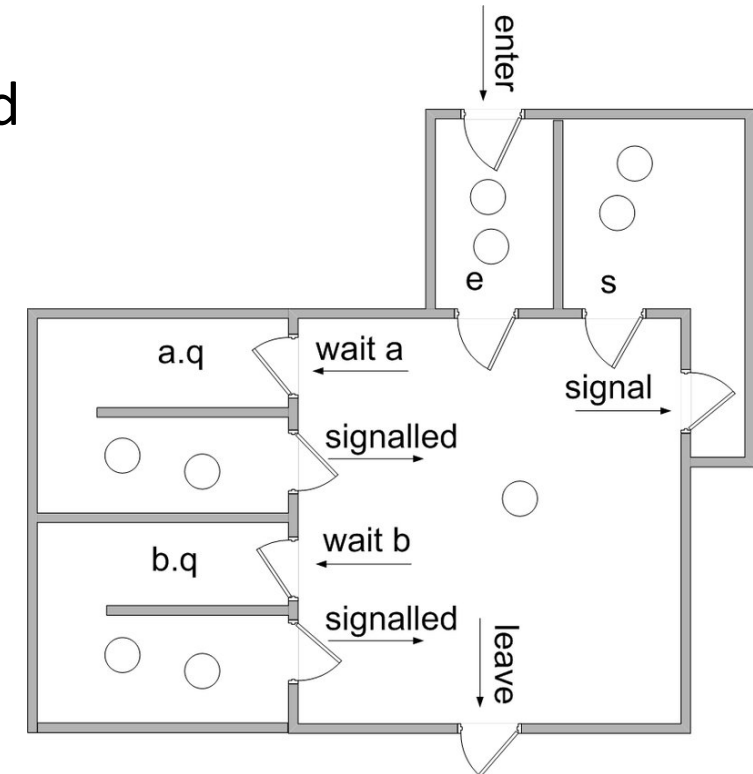 d
enter
e
s
a.q
wait a
signal
signalled
b.q
wait b
signalled
leave